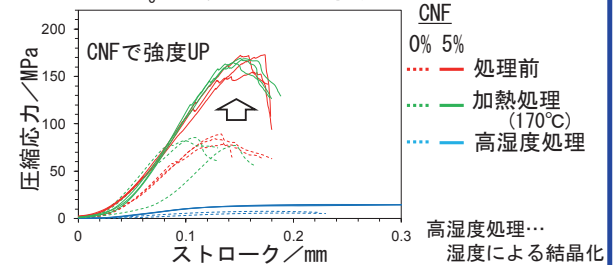 CNF
0% 5%
処理前
加熱処理
(170℃)
高湿度処理
CNFで強度UP
圧縮応力／MPa
200
150
100
50
0
0 0.1 0.2 0.3
ストローク／mm
高湿度処理…
湿度による結晶化